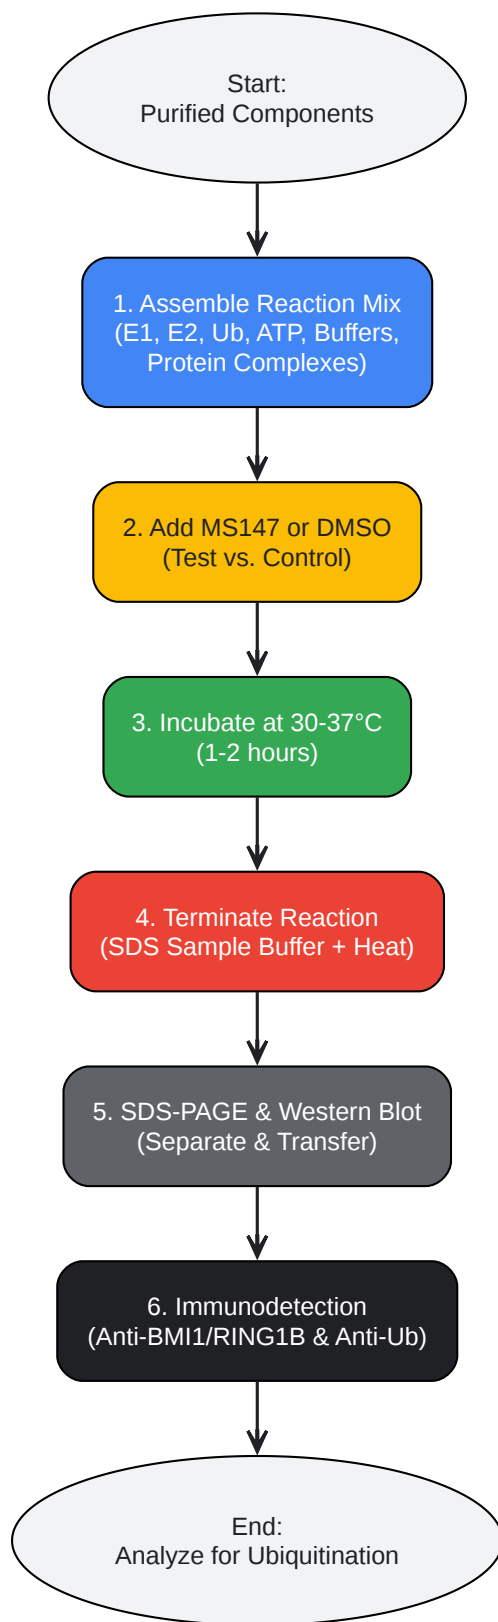 Start:
Purified Components
1. Assemble Reaction Mix
(E1, E2, Ub, ATP, Buffers,
Protein Complexes)
2. Add MS147 or DMSO
(Test vs. Control)
3. Incubate at 30-37°C
(1-2 hours)
4. Terminate Reaction
(SDS Sample Buffer + Heat)
5. SDS-PAGE & Western Blot
(Separate & Transfer)
6. Immunodetection
(Anti-BMI1/RING1B & Anti-Ub)
End:
Analyze for Ubiquitination